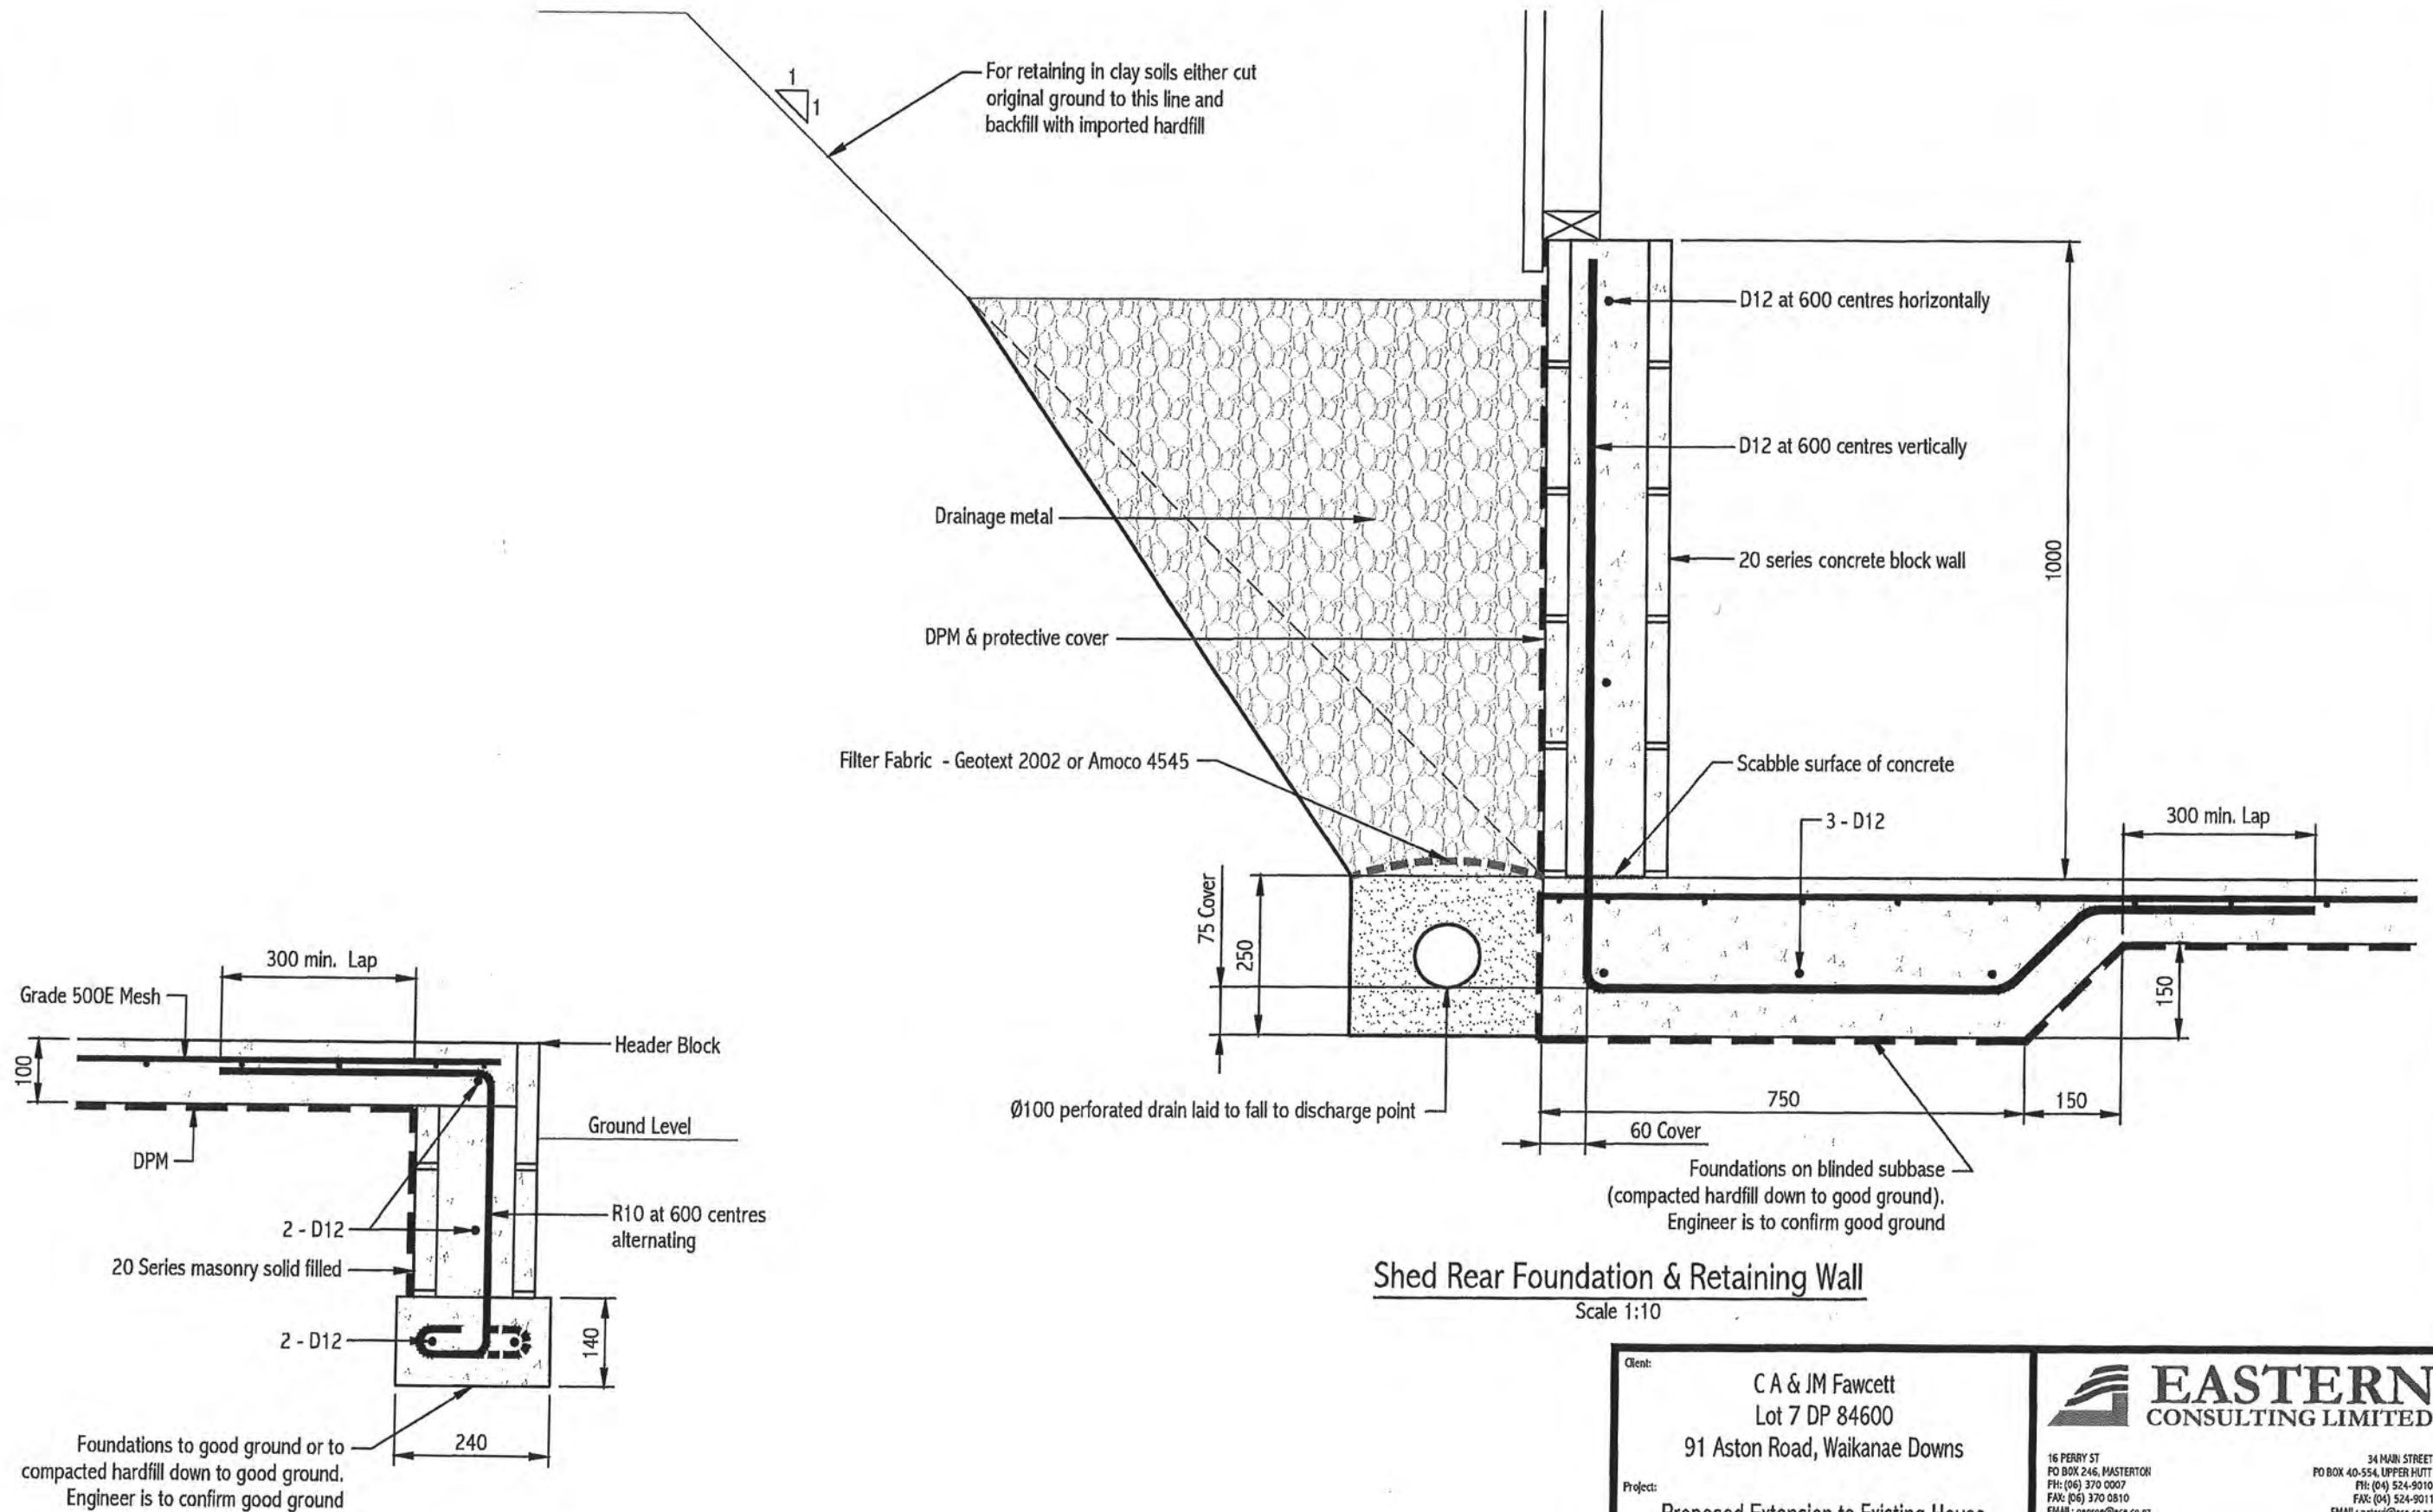 1
1
For retaining in clay soils either cut
original ground to this line and
backfill with imported hardfill
D12 at 600 centres horizontally
D12 at 600 centres vertically
1000
Drainage metal
20 series concrete block wall
DPM & protective cover
Filter Fabric - Geotext 2002 or Amoco 4545
Scabble surface of concrete
3 - D12
300 min. Lap
75 Cover
250
150
Ø100 perforated drain laid to fall to discharge point
750
150
60 Cover
Foundations on blinded subbase
(compacted hardfill down to good ground).
Engineer is to confirm good ground
Shed Rear Foundation & Retaining Wall
Scale 1:10
300 min. Lap
Grade 500E Mesh
100
Header Block
Ground Level
DPM
2 - D12
R10 at 600 centres
alternating
20 Series masonry solid filled
2 - D12
140
240
Foundations to good ground or to
compacted hardfill down to good ground.
Engineer is to confirm good ground
Client:
C A & JM Fawcett
Lot 7 DP 84600
91 Aston Road, Waikanae Downs
Project:
Proposed Extension to Existing House
EASTERN
CONSULTING LIMITED
16 PERRY ST
PO BOX 246, MASTERTON
PH: (06) 370 0007
FAX: (06) 370 0810
34 MAIN STREET
PO BOX 40-554, UPPER HUTT
PH: (04) 524-9010
FAX: (04) 524-9011